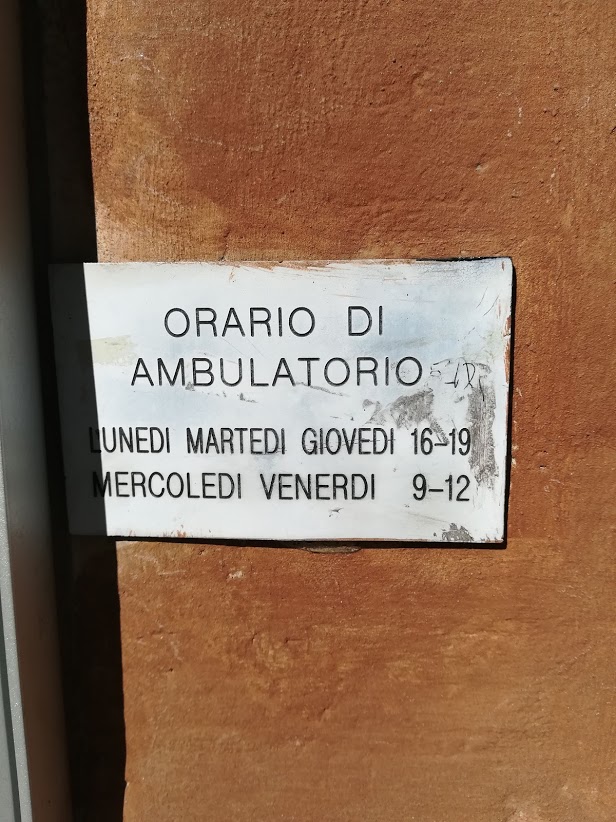 ORARIO DI
AMBULATORIO
LUNEDI MARTEDI GIOVEDI 16-19
MERCOLEDI VENERDI 9-12